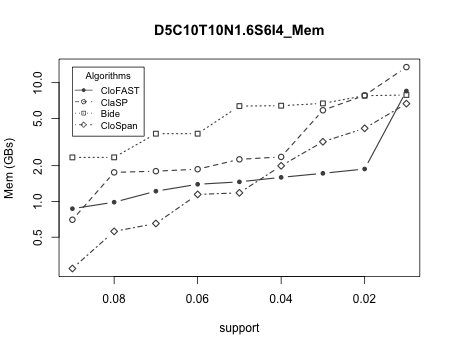 D5C10T10N1.6S6I4_Mem
Algorithms
CloFAST
ClaSP
Bide
CloSpan
Mem (GBs)
10.0
5.0
2.0
1.0
0.5
0.08 0.06 0.04 0.02
support